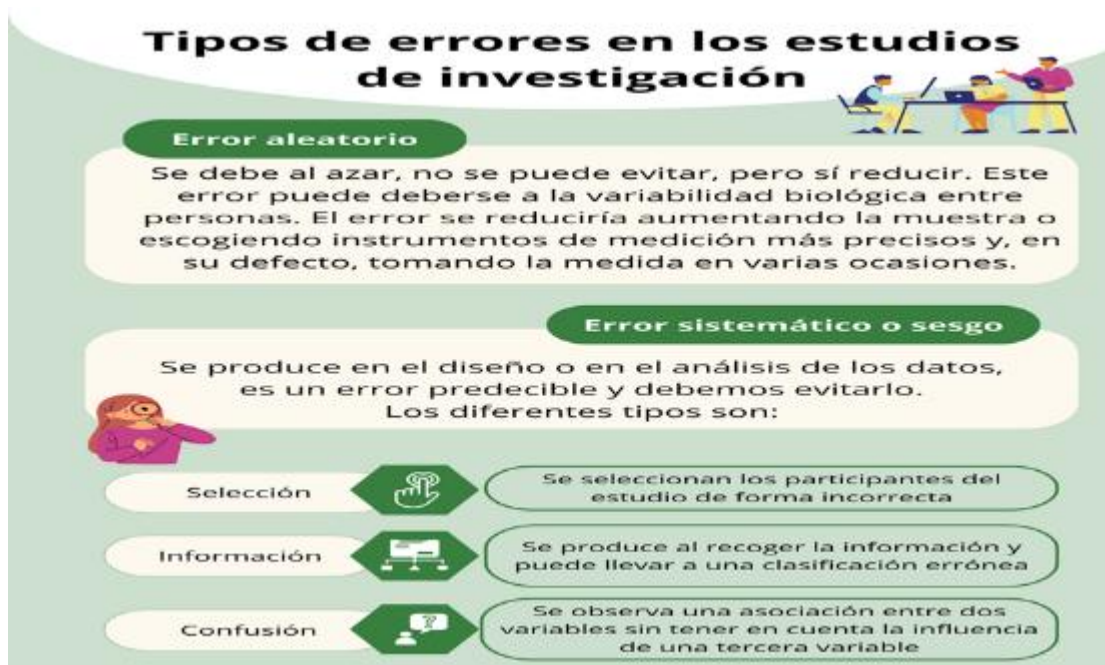 Tipos de errores en los estudios
de investigación
Error aleatorio
Se debe al azar, no se puede evitar, pero sí reducir. Este
error puede deberse a la variabilidad biológica entre
personas. El error se reduciría aumentando la muestra o
escogiendo instrumentos de medición más precisos y, en
su defecto, tomando la medida en varias ocasiones.
Error sistemático o sesgo
Se produce en el diseño o en el análisis de los datos,
es un error predecible y debemos evitarlo.
Los diferentes tipos son:
Selección
Se seleccionan los participantes del
estudio de forma incorrecta
Información
Se produce al recoger la información y
puede llevar a una clasificación errónea
Confusión
Se observa una asociación entre dos
variables sin tener en cuenta la influencia
de una tercera variable